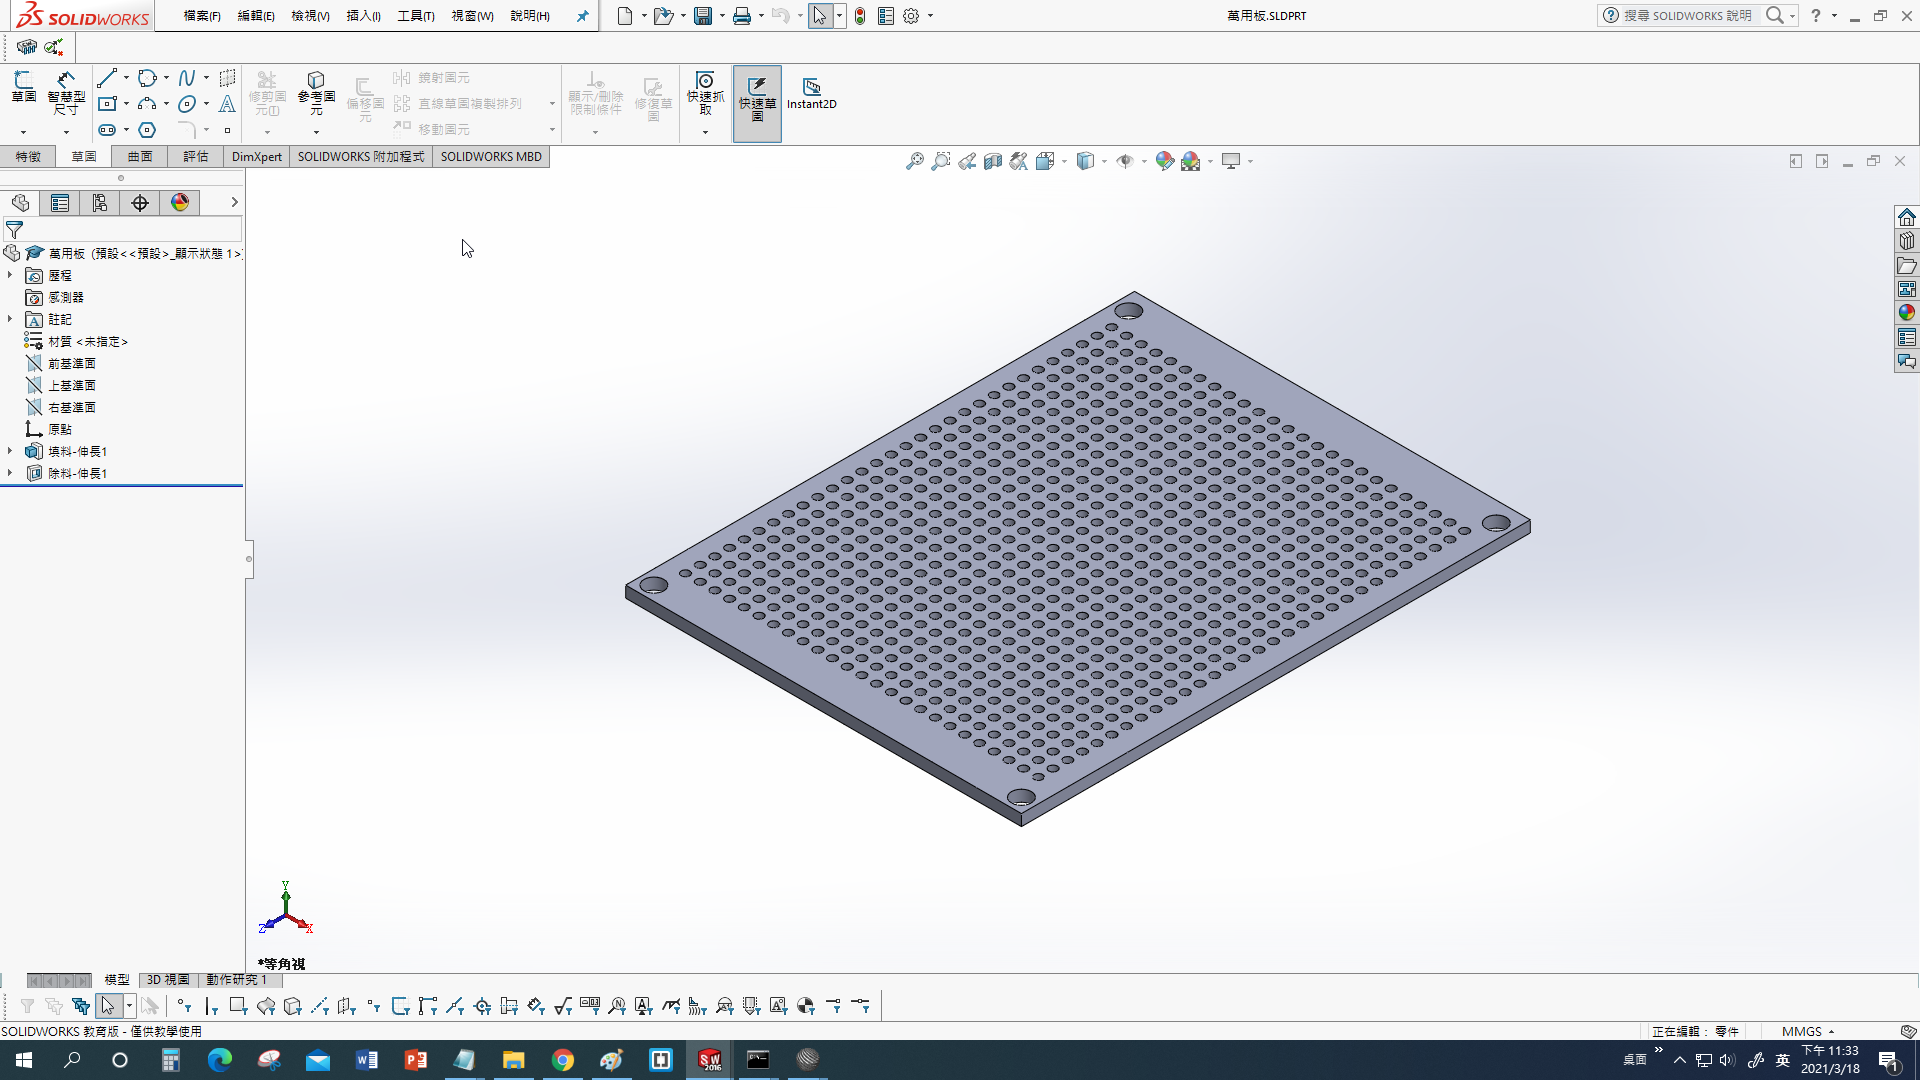 SOLIDWORKS
檔案(F) 編輯(E) 檢視(V) 插入(I) 工具(T) 視窗(W) 說明(H)
萬用板.SLDPRT
搜尋 SOLIDWORKS 說明
草圖
智慧型尺寸
修剪圖元(I)
參考圖元
偏移圖元
鏡射圖元
直線草圖複製排列
移動圖元
顯示/刪除限制條件
修復草圖
快速抓取
快速草圖
Instant2D
特徵 草圖 曲面 評估 DimXpert SOLIDWORKS 附加程式 SOLIDWORKS MBD
萬用板 (預設<<預設>_顯示狀態 1>)
歷程
感測器
註記
材質 <未指定>
前基準面
上基準面
右基準面
原點
填料-伸長1
除料-伸長1
Y
Z
X
*等角視
模型 3D 視圖 動作研究 1
SOLIDWORKS 教育版 - 僅供教學使用
正在編輯： 零件
MMGS
桌面
英
下午 11:33
2021/3/18
1
SW
2016